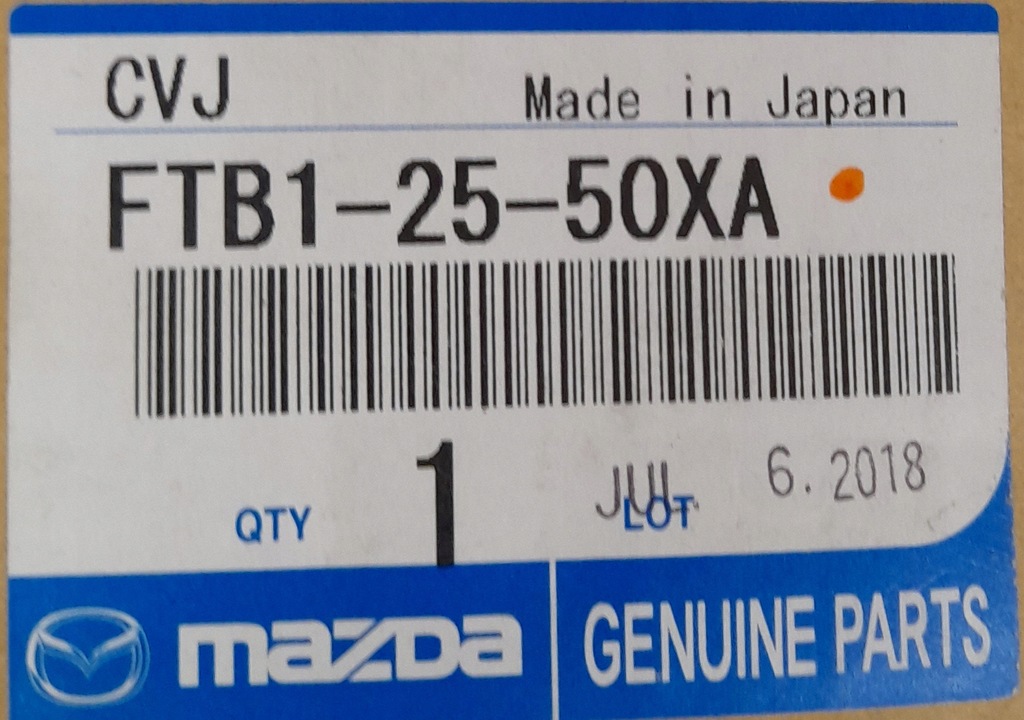 CVJ Made in Japan
FTB1-25-50XA
QTY 1 LOT JUL. 6. 2018
mazda GENUINE PARTS